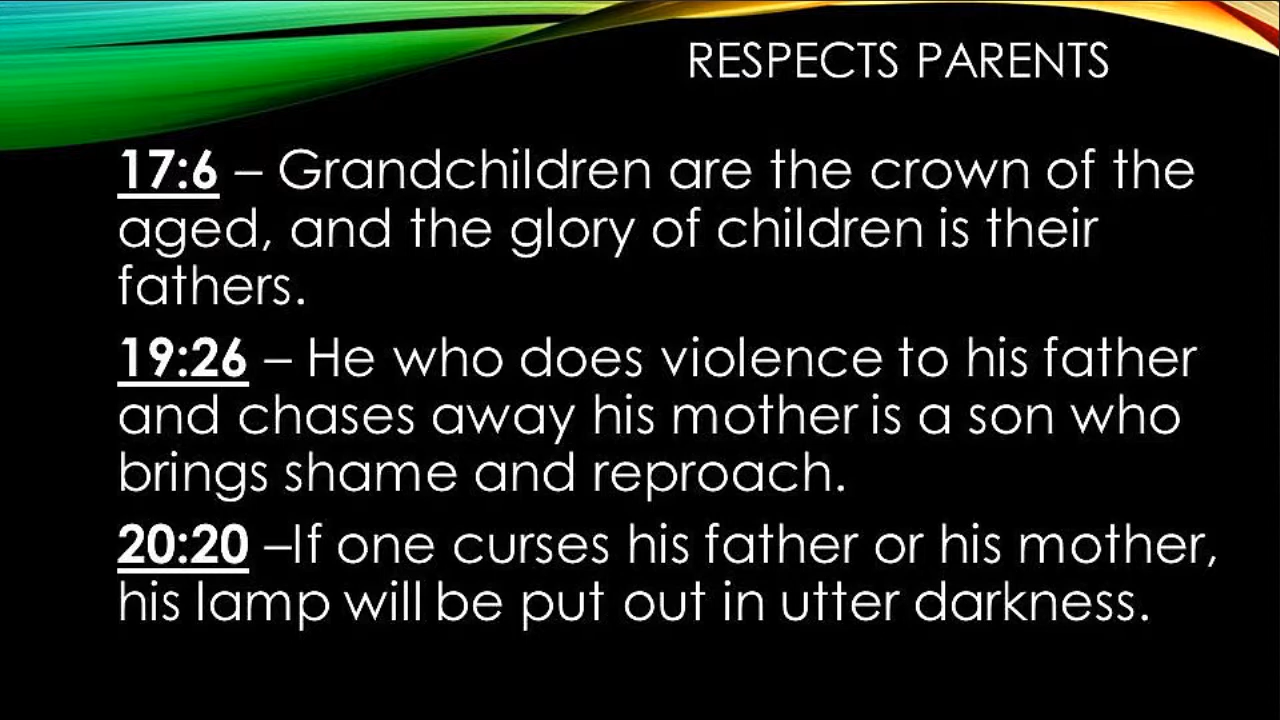 RESPECTS PARENTS
17:6 – Grandchildren are the crown of the
aged, and the glory of children is their
fathers.
19:26 – He who does violence to his father
and chases away his mother is a son who
brings shame and reproach.
20:20 –If one curses his father or his mother,
his lamp will be put out in utter darkness.